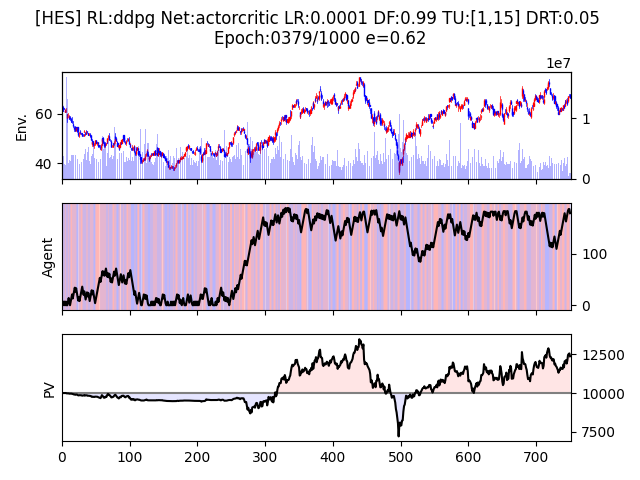 [HES] RL:ddpg Net:actorcritic LR:0.0001 DF:0.99 TU:[1,15] DRT:0.05
Epoch:0379/1000 e=0.62
1e7
Env.
60
40
1
0
Agent
100
0
PV
12500
10000
7500
0 100 200 300 400 500 600 700